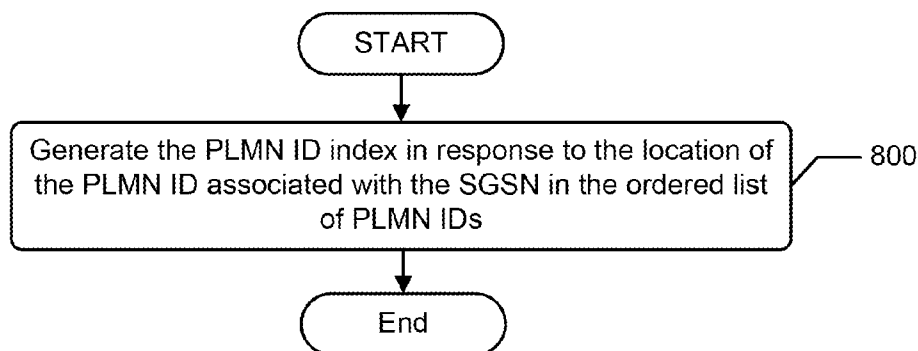 START
Generate the PLMN ID index in response to the location of
the PLMN ID associated with the SGSN in the ordered list
of PLMN IDs
800
End